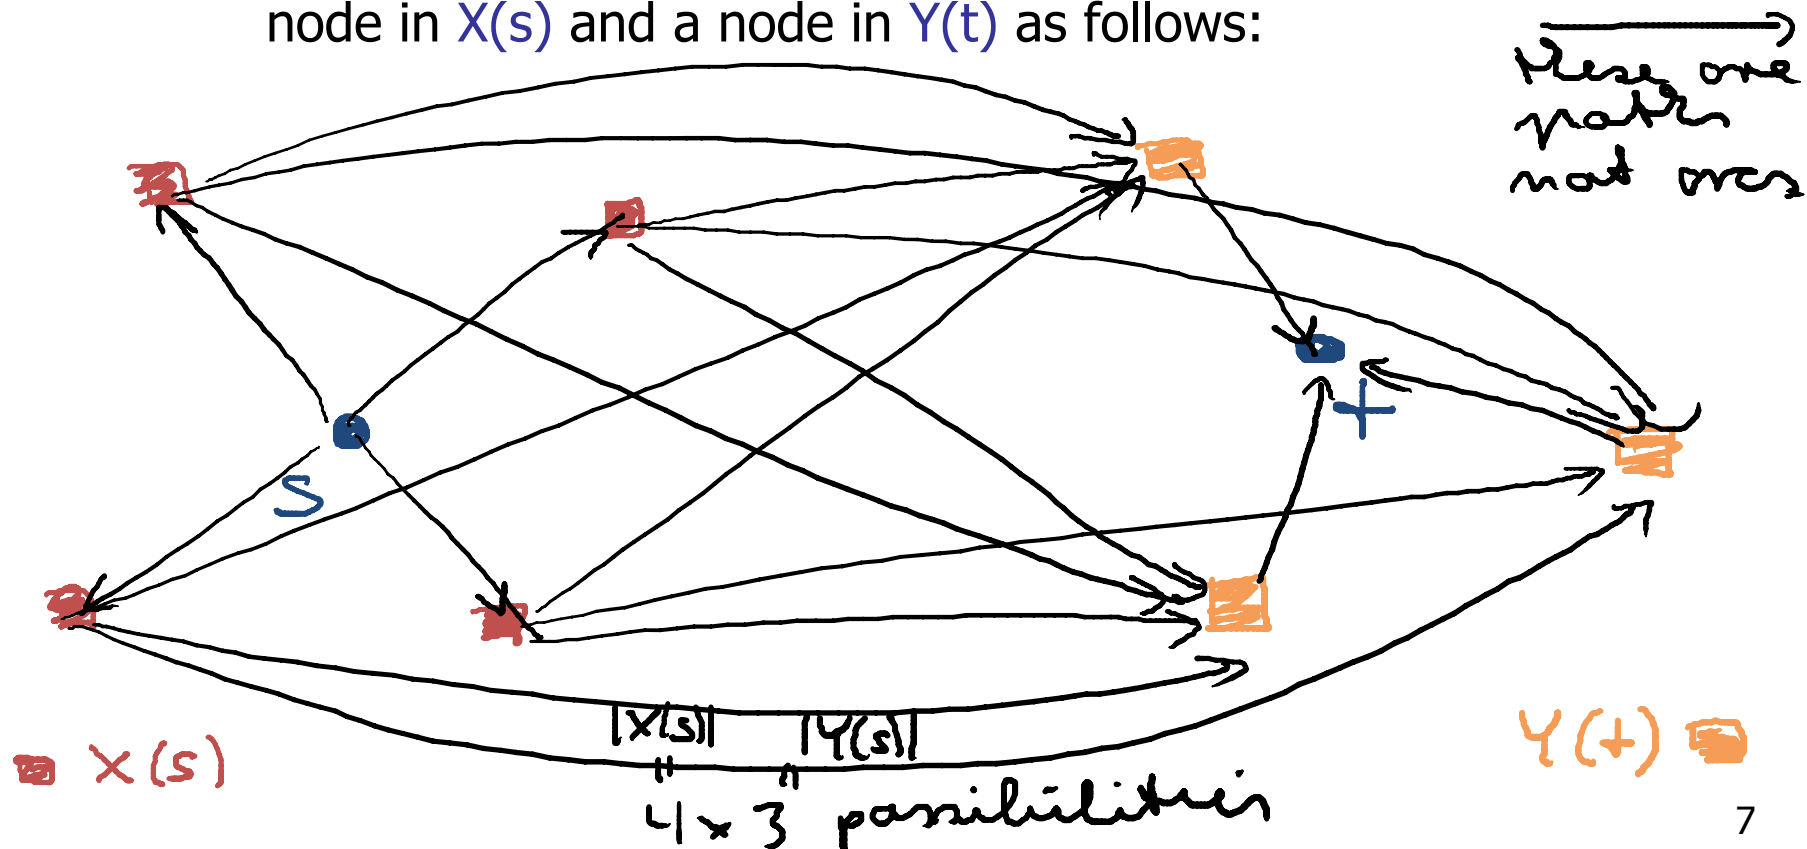 node in X(s) and a node in Y(t) as follows:
these are
paths
not arcs
s
t
|X(s)| |Y(s)|
X(s)
Y(t)
4 x 3 possibilities
7